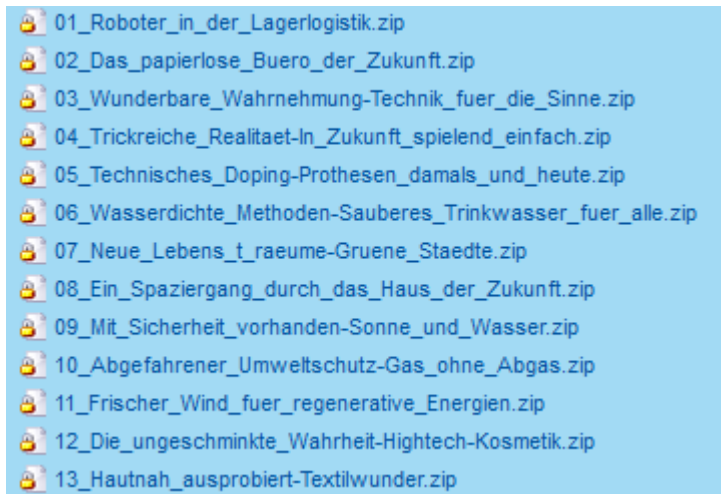 01_Roboter_in_der_Lagerlogistik.zip
02_Das_papierlose_Buero_der_Zukunft.zip
03_Wunderbare_Wahrnehmung-Technik_fuer_die_Sinne.zip
04_Trickreiche_Realitaet-In_Zukunft_spielend_einfach.zip
05_Technisches_Doping-Prothesen_damals_und_heute.zip
06_Wasserdichte_Methoden-Sauberes_Trinkwasser_fuer_alle.zip
07_Neue_Lebens_t_raeume-Gruene_Staedte.zip
08_Ein_Spaziergang_durch_das_Haus_der_Zukunft.zip
09_Mit_Sicherheit_vorhanden-Sonne_und_Wasser.zip
10_Abgefahrener_Umweltschutz-Gas_ohne_Abgas.zip
11_Frischer_Wind_fuer_regenerative_Energien.zip
12_Die_ungeschminkte_Wahrheit-Hightech-Kosmetik.zip
13_Hautnah_ausprobiert-Textilwunder.zip